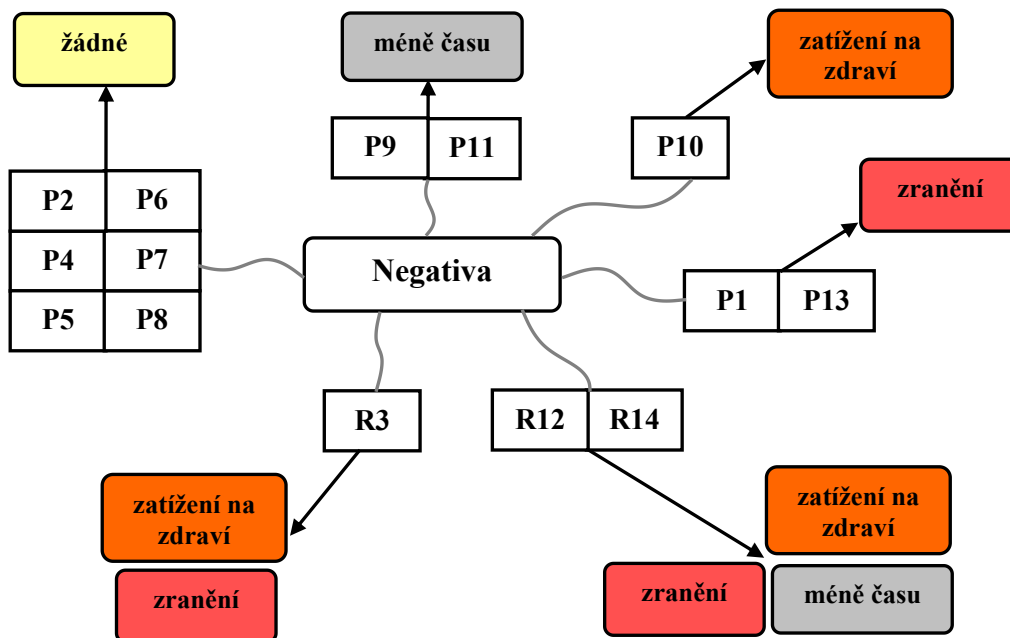 žádné
méně času
zatížení na
zdraví
P9 P11
P10
zranění
P2 P6
P4 P7
P5 P8
Negativa
P1 P13
R3
R12 R14
zatížení na
zdraví
zranění
zatížení na
zdraví
zranění
méně času